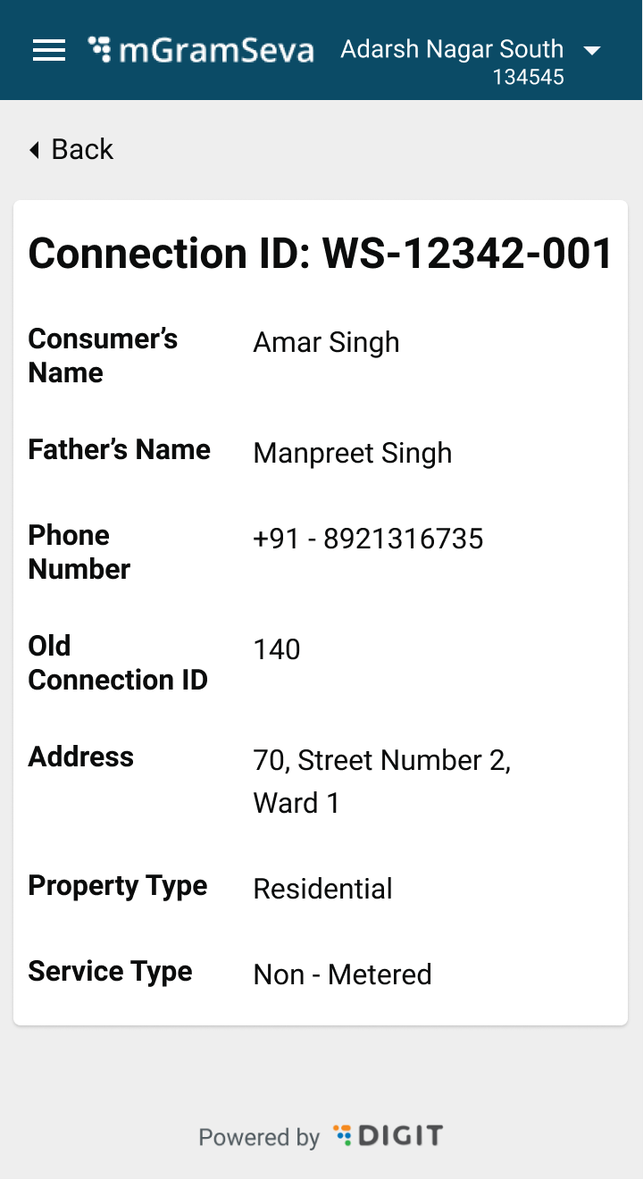 mGramSeva
Adarsh Nagar South
134545
Back
Connection ID: WS-12342-001
Consumer’s
Name
Amar Singh
Father’s Name
Manpreet Singh
Phone
Number
+91 - 8921316735
Old
Connection ID
140
Address
70, Street Number 2,
Ward 1
Property Type
Residential
Service Type
Non - Metered
Powered by DIGIT